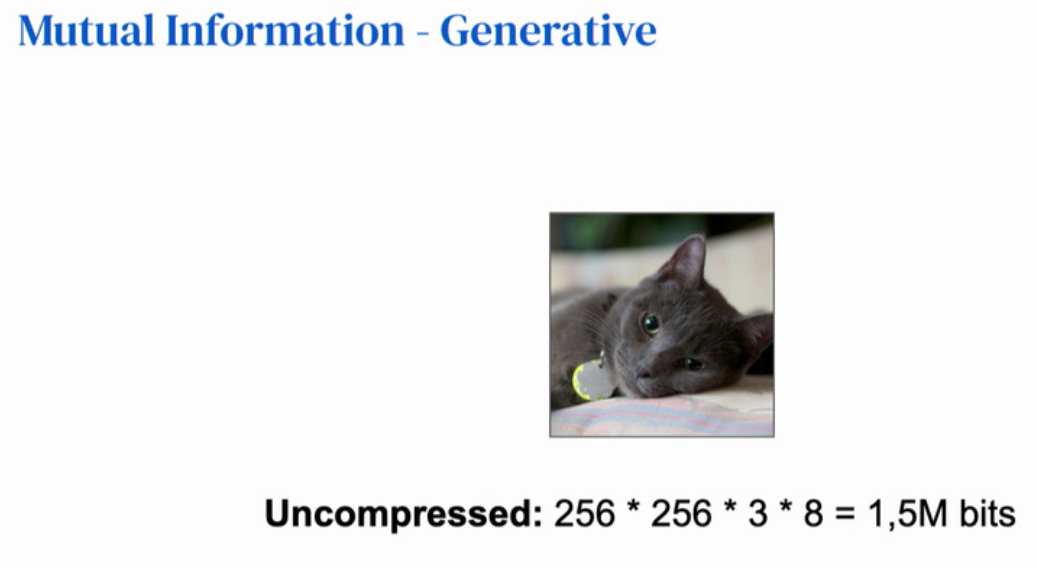 Mutual Information - Generative
Uncompressed: 256 * 256 * 3 * 8 = 1,5M bits